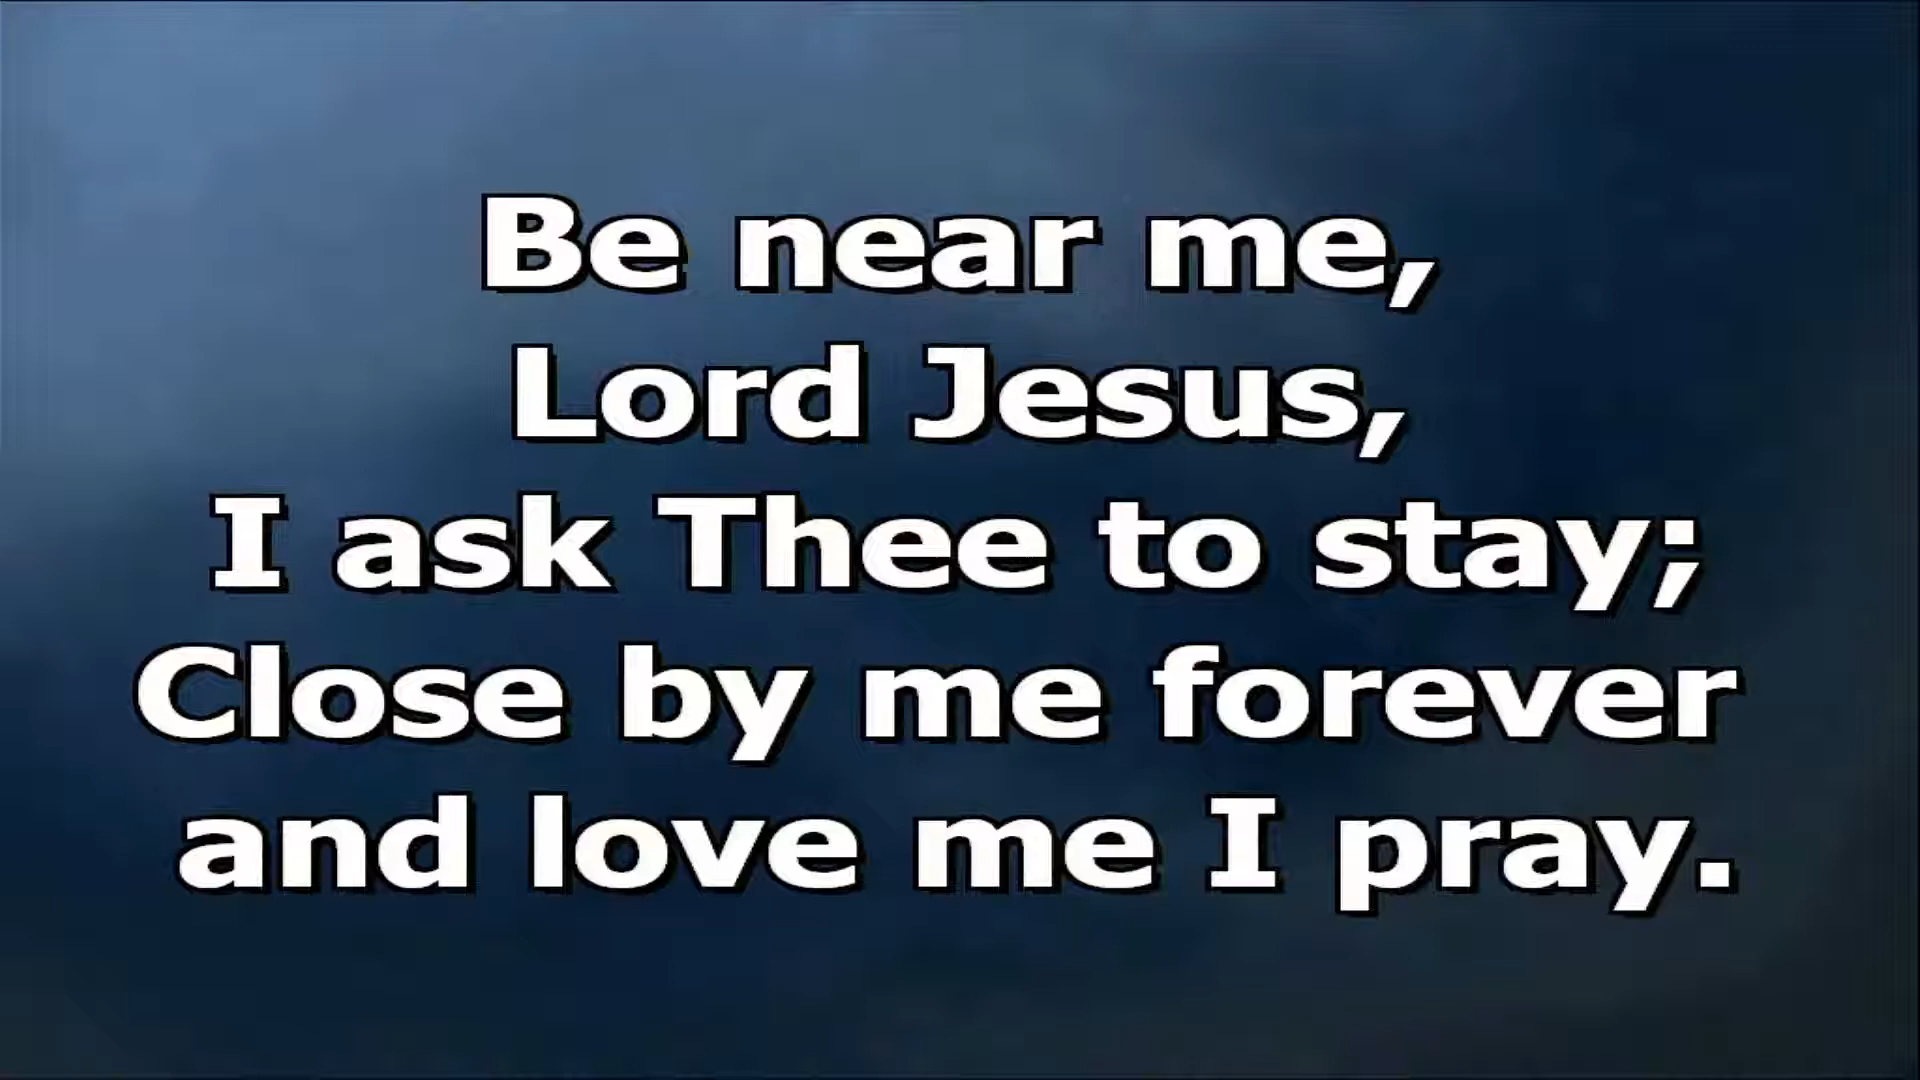 Be near me,
Lord Jesus,
I ask Thee to stay;
Close by me forever
and love me I pray.